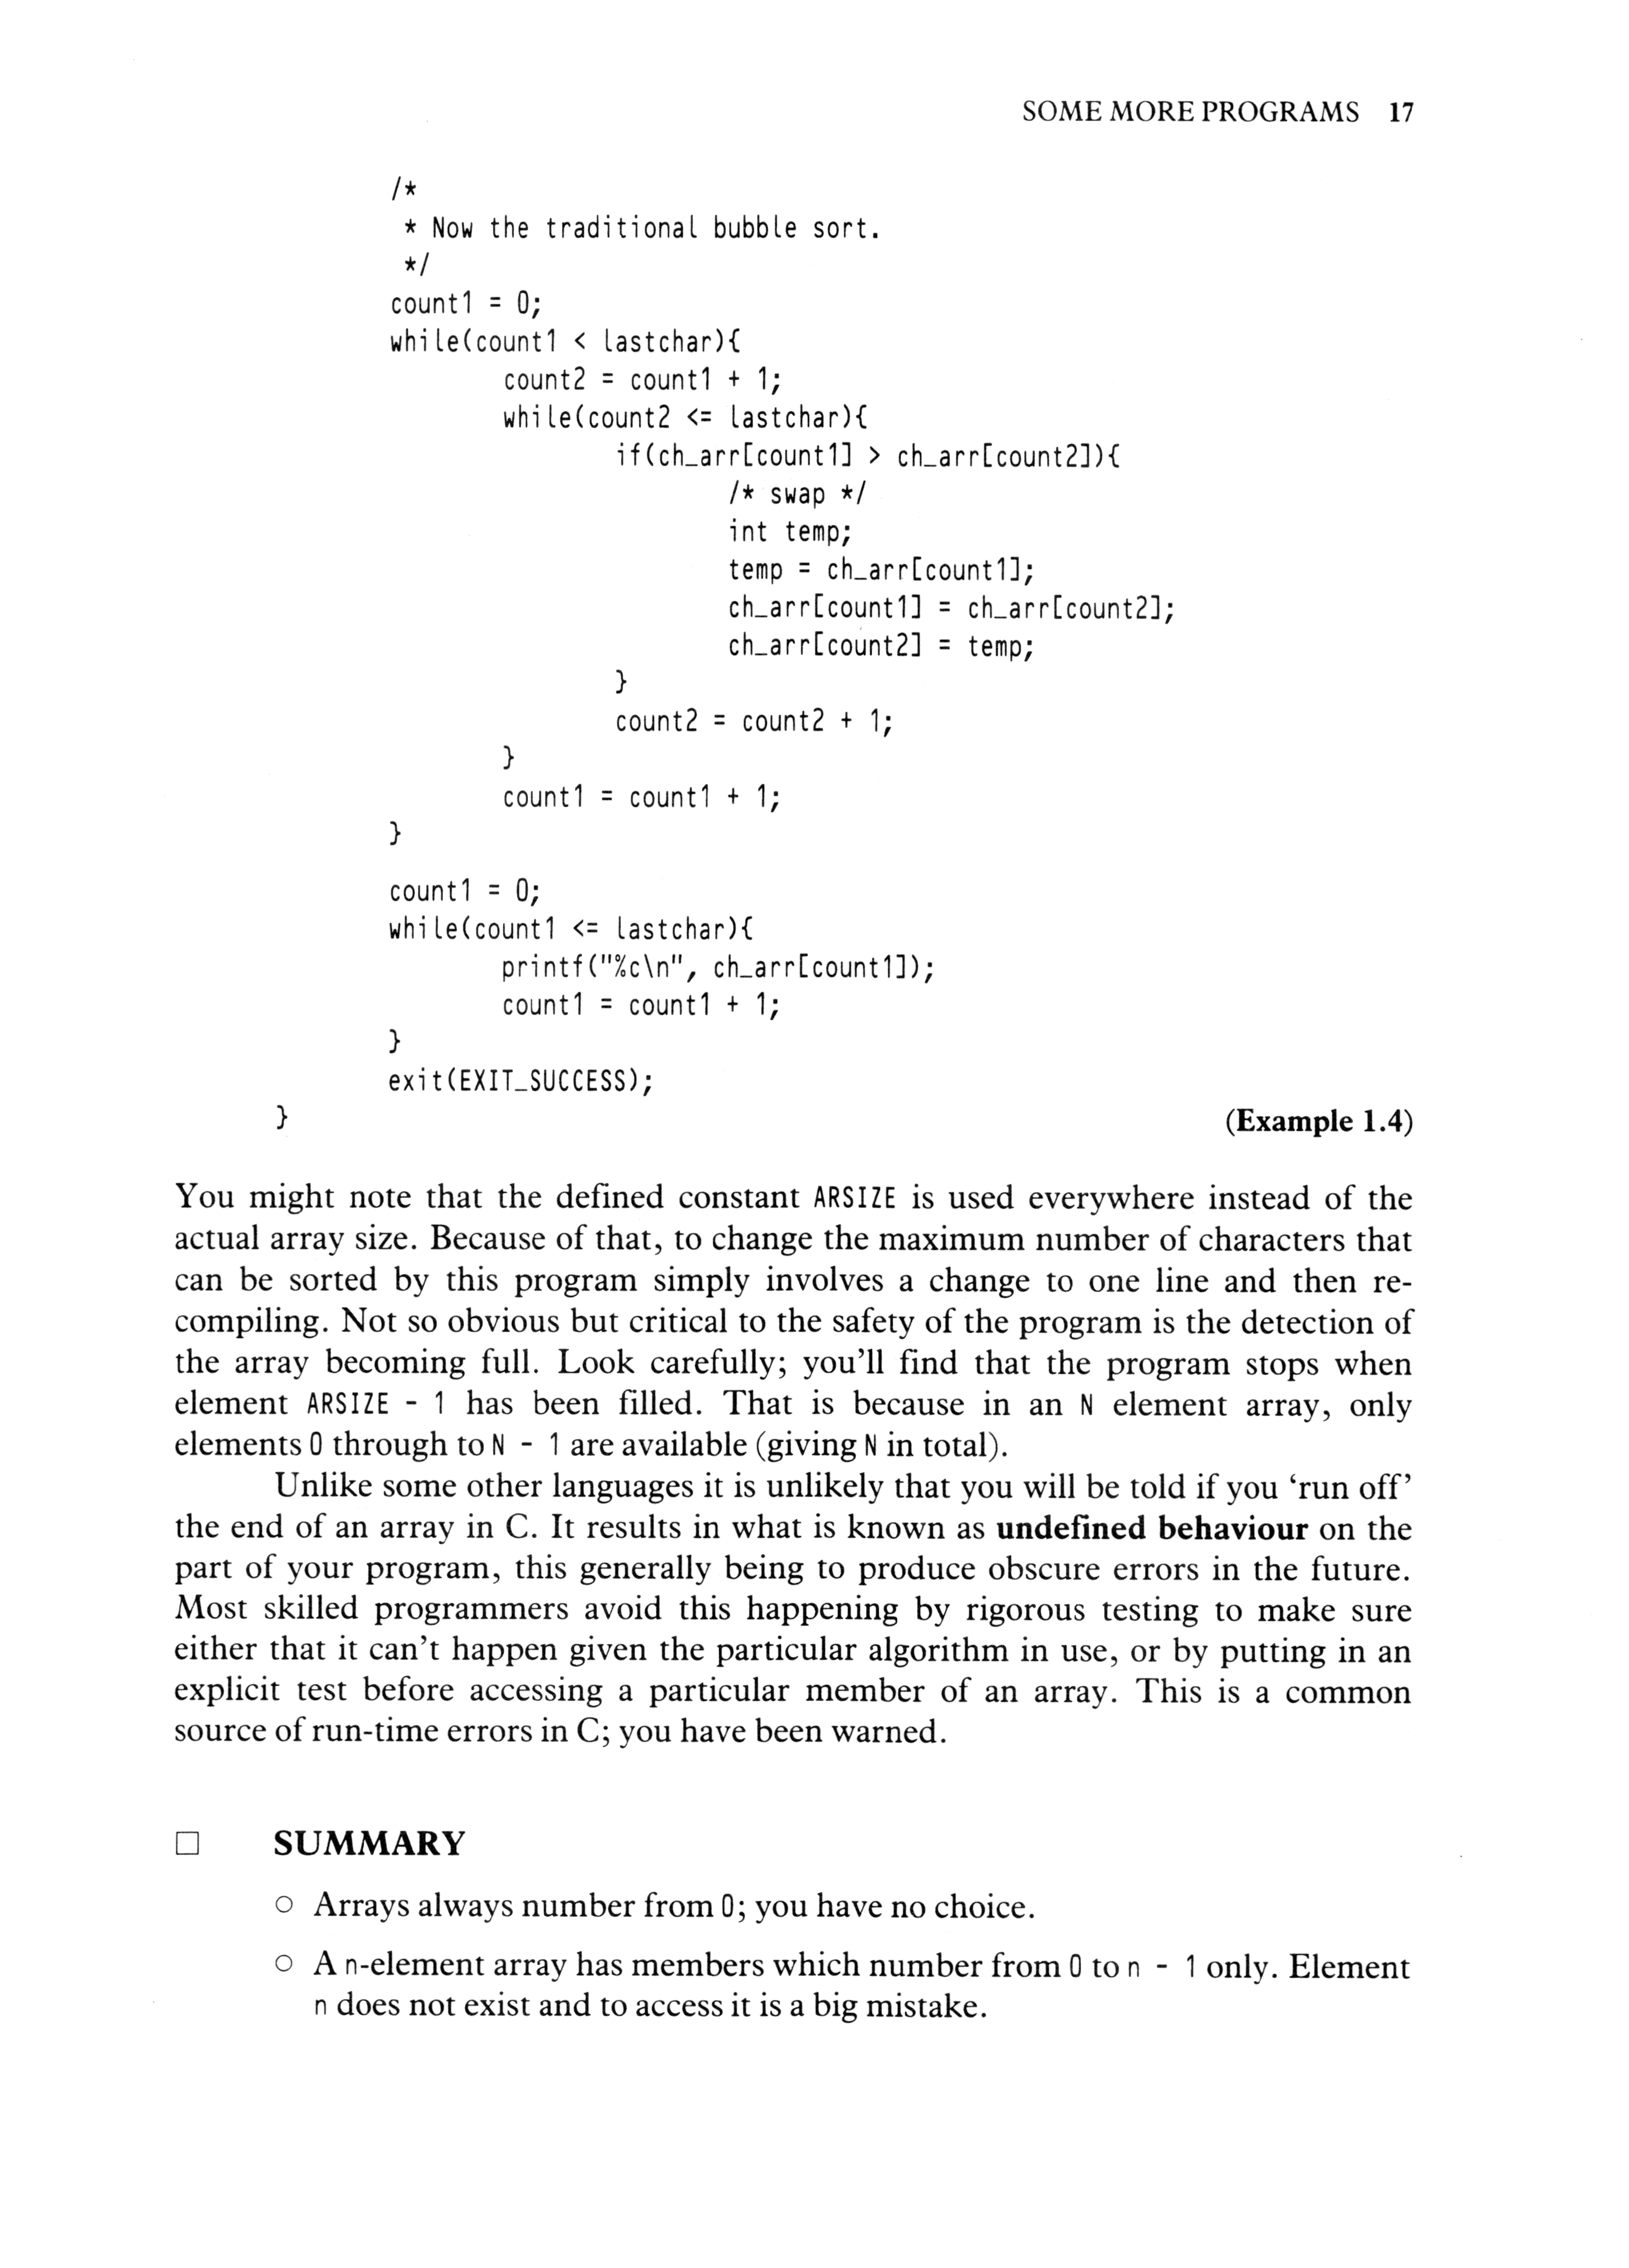 SOME MORE PROGRAMS 17
/*
 * Now the traditional bubble sort.
 */
count1 = 0;
while(count1 < lastchar){
        count2 = count1 + 1;
        while(count2 <= lastchar){
                if(ch_arr[count1] > ch_arr[count2]){
                        /* swap */
                        int temp;
                        temp = ch_arr[count1];
                        ch_arr[count1] = ch_arr[count2];
                        ch_arr[count2] = temp;
                }
                count2 = count2 + 1;
        }
        count1 = count1 + 1;
}
count1 = 0;
while(count1 <= lastchar){
        printf("%c\n", ch_arr[count1]);
        count1 = count1 + 1;
}
exit(EXIT_SUCCESS);
} (Example 1.4)
You might note that the defined constant ARSIZE is used everywhere instead of the
actual array size. Because of that, to change the maximum number of characters that
can be sorted by this program simply involves a change to one line and then re-
compiling. Not so obvious but critical to the safety of the program is the detection of
the array becoming full. Look carefully; you'll find that the program stops when
element ARSIZE - 1 has been filled. That is because in an N element array, only
elements 0 through to N - 1 are available (giving N in total).
Unlike some other languages it is unlikely that you will be told if you ‘run off’
the end of an array in C. It results in what is known as undefined behaviour on the
part of your program, this generally being to produce obscure errors in the future.
Most skilled programmers avoid this happening by rigorous testing to make sure
either that it can't happen given the particular algorithm in use, or by putting in an
explicit test before accessing a particular member of an array. This is a common
source of run-time errors in C; you have been warned.
□ SUMMARY
○ Arrays always number from 0; you have no choice.
○ A n-element array has members which number from 0 to n - 1 only. Element
n does not exist and to access it is a big mistake.